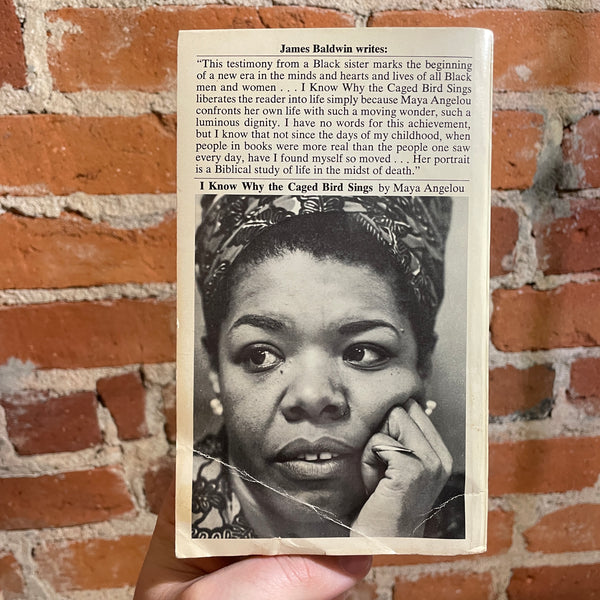 James Baldwin writes:
“This testimony from a Black sister marks the beginning
of a new era in the minds and hearts and lives of all Black
men and women . . . I Know Why the Caged Bird Sings
liberates the reader into life simply because Maya Angelou
confronts her own life with such a moving wonder, such a
luminous dignity. I have no words for this achievement,
but I know that not since the days of my childhood, when
people in books were more real than the people one saw
every day, have I found myself so moved . . . Her portrait
is a Biblical study of life in the midst of death.”
I Know Why the Caged Bird Sings by Maya Angelou